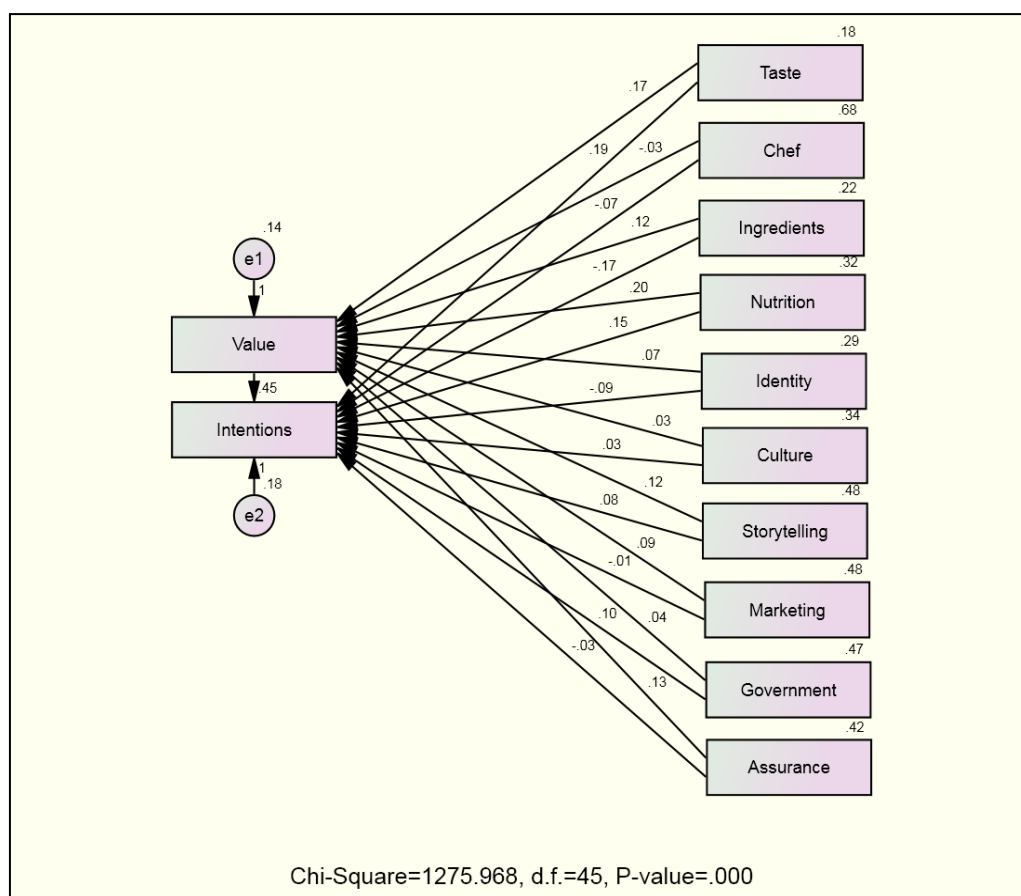 .18
Taste
.17
.68
.19
-.03
Chef
-.07
.22
.12
Ingredients
.14
e1
-.17
.32
1
.20
Nutrition
.15
Value
.07
.29
Identity
.45
-.09
.03
.34
Intentions
.03
Culture
1
.18
.12
.48
.08
e2
Storytelling
.09
-.01
.48
Marketing
.10
.04
.47
-.03
.13
Government
.42
Assurance
Chi-Square=1275.968, d.f.=45, P-value=.000